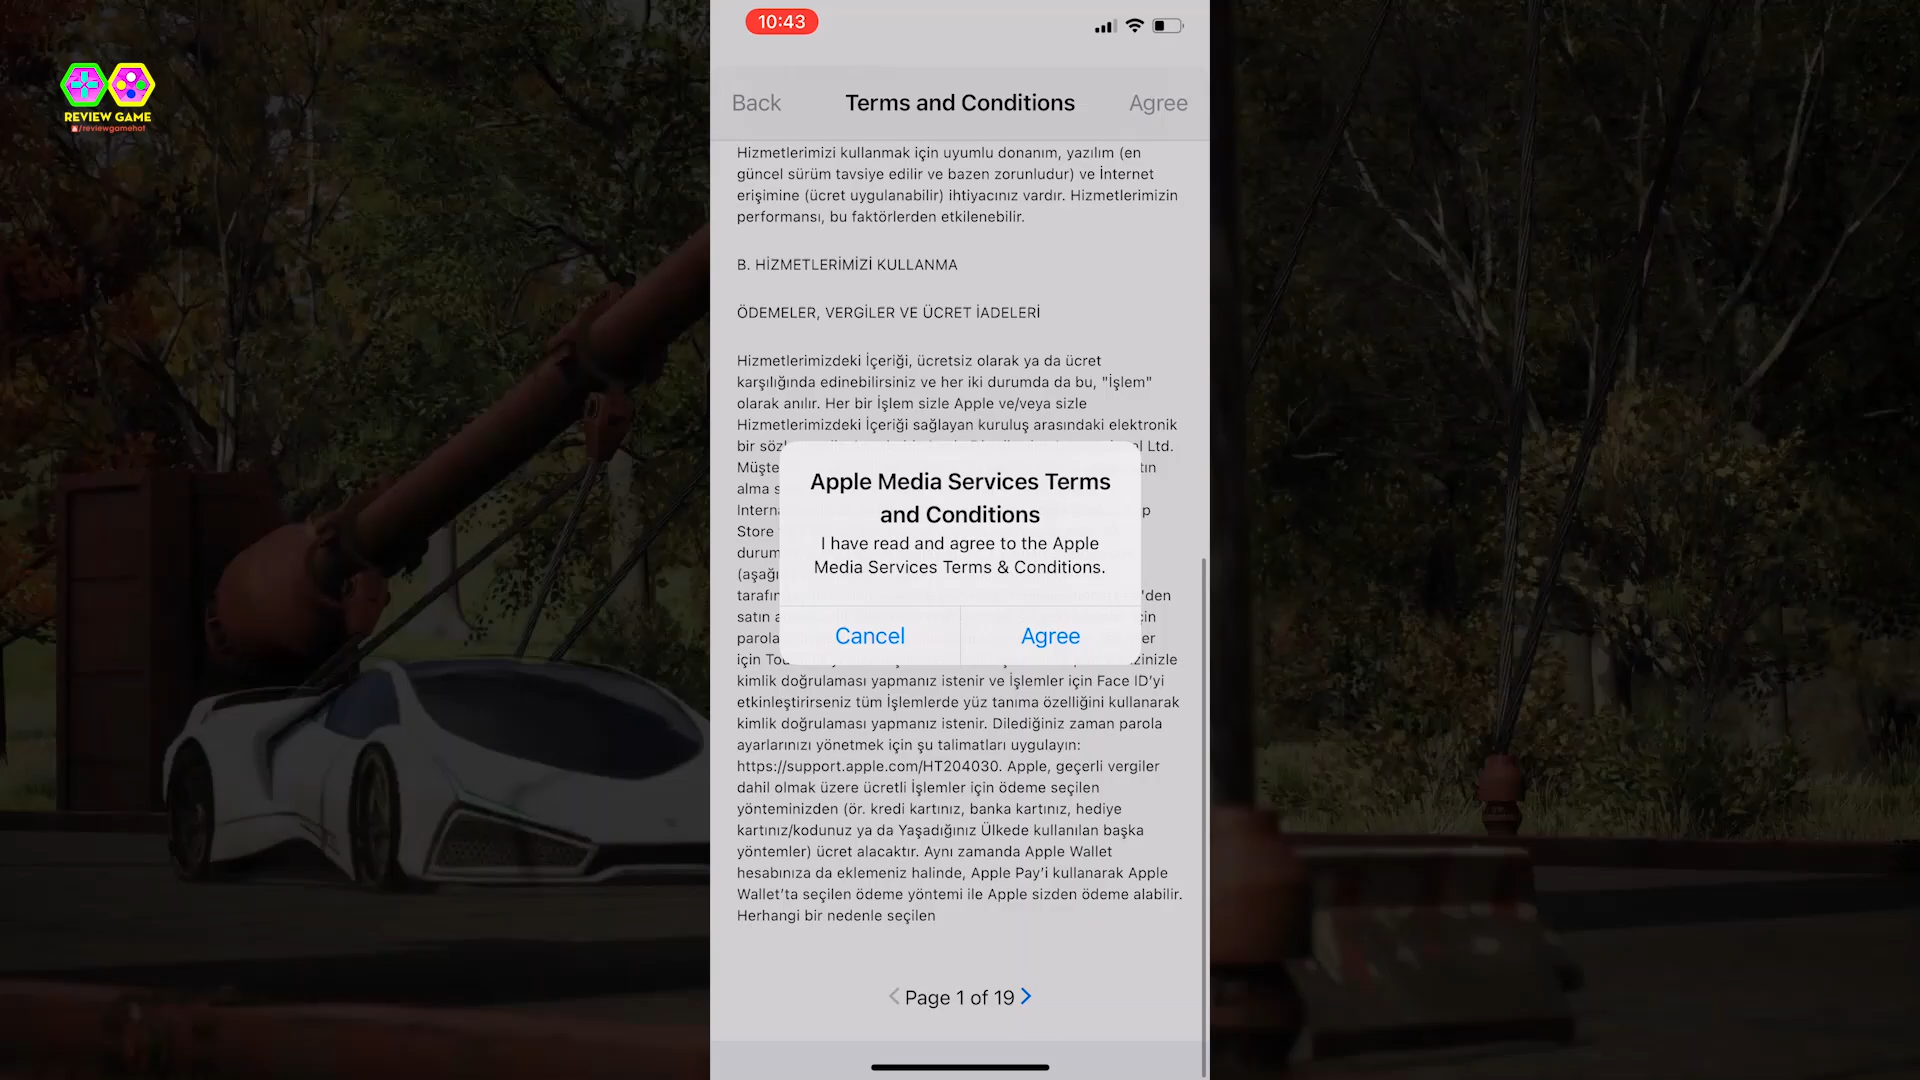 10:43
REVIEW GAME
/reviewgamehot
Back
Terms and Conditions
Agree
Hizmetlerimizi kullanmak için uyumlu donanım, yazılım (en
güncel sürüm tavsiye edilir ve bazen zorunludur) ve İnternet
erişimine (ücret uygulanabilir) ihtiyacınız vardır. Hizmetlerimizin
performansı, bu faktörlerden etkilenebilir.
B. HİZMETLERİMİZİ KULLANMA
ÖDEMELER, VERGİLER VE ÜCRET İADELERİ
Hizmetlerimizdeki İçeriği, ücretsiz olarak ya da ücret
karşılığında edinebilirsiniz ve her iki durumda da bu, "İşlem"
olarak anılır. Her bir İşlem sizle Apple ve/veya sizle
Hizmetlerimizdeki İçeriği sağlayan kuruluş arasındaki elektronik
bir Ltd.
alma
Store
Apple Media Services Terms
and Conditions
I have read and agree to the Apple
Media Services Terms & Conditions.
Cancel
Agree
satın
için
kimlik doğrulaması yapmanız istenir ve İşlemler için Face ID'yi
etkinleştirirseniz tüm İşlemlerde yüz tanıma özelliğini kullanarak
kimlik doğrulaması yapmanız istenir. Dilediğiniz zaman parola
ayarlarınızı yönetmek için şu talimatları uygulayın:
https://support.apple.com/HT204030. Apple, geçerli vergiler
dahil olmak üzere ücretli İşlemler için ödeme seçilen
yönteminizden (ör. kredi kartınız, banka kartınız, hediye
kartınız/kodunuz ya da Yaşadığınız Ülkede kullanılan başka
yöntemler) ücret alacaktır. Aynı zamanda Apple Wallet
hesabınıza da eklemeniz halinde, Apple Pay'i kullanarak Apple
Wallet'ta seçilen ödeme yöntemi ile Apple sizden ödeme alabilir.
Herhangi bir nedenle seçilen
Page 1 of 19